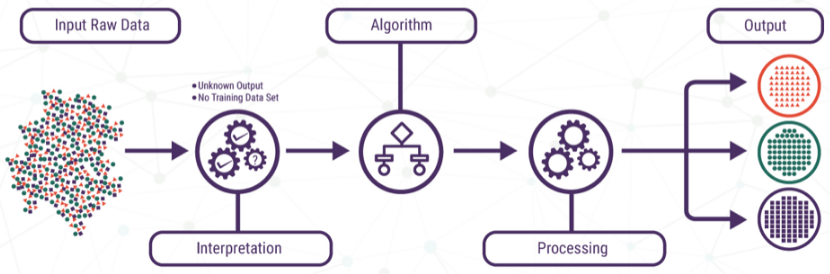 Input Raw Data
Algorithm
Output
• Unknown Output
• No Training Data Set
?
Interpretation
Processing